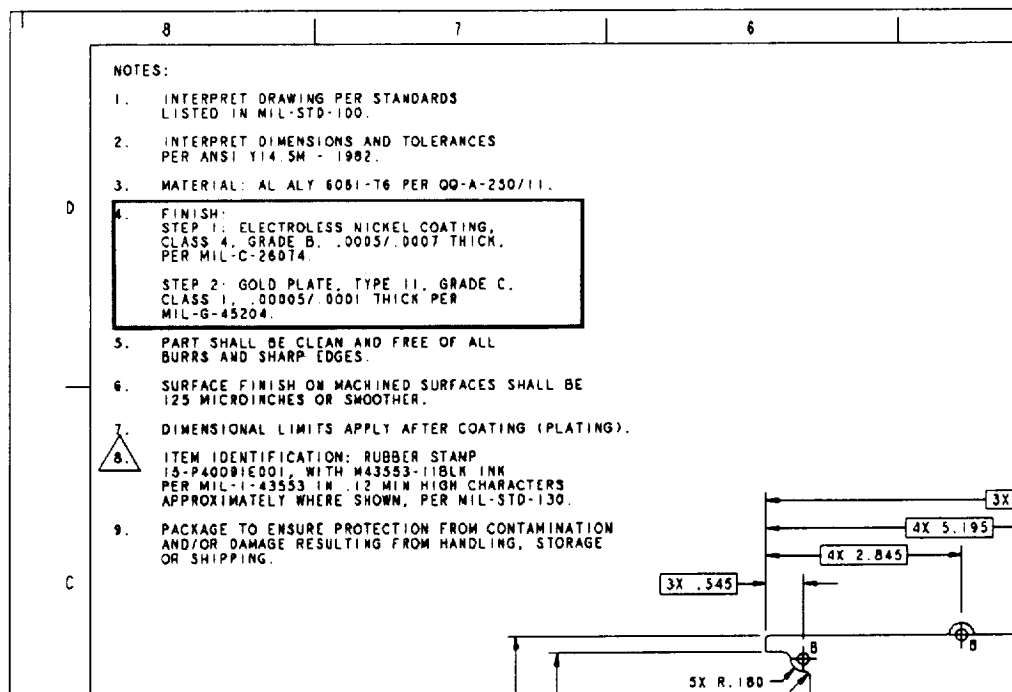 8 7 6
NOTES:
1. INTERPRET DRAWING PER STANDARDS
LISTED IN MIL-STD-100.
2. INTERPRET DIMENSIONS AND TOLERANCES
PER ANSI Y14.5M - 1982.
3. MATERIAL: AL ALY 6061-T6 PER QQ-A-250/11.
D
4. FINISH:
STEP 1: ELECTROLESS NICKEL COATING,
CLASS 4, GRADE B, .0005/.0007 THICK,
PER MIL-C-26074.
STEP 2: GOLD PLATE, TYPE II, GRADE C,
CLASS 1, .00005/.0001 THICK PER
MIL-G-45204.
5. PART SHALL BE CLEAN AND FREE OF ALL
BURRS AND SHARP EDGES.
6. SURFACE FINISH ON MACHINED SURFACES SHALL BE
125 MICROINCHES OR SMOOTHER.
7. DIMENSIONAL LIMITS APPLY AFTER COATING (PLATING).
8. ITEM IDENTIFICATION: RUBBER STAMP
15-P40091E001, WITH M43553-11BLK INK
PER MIL-I-43553 IN .12 MIN HIGH CHARACTERS
APPROXIMATELY WHERE SHOWN, PER MIL-STD-130.
9. PACKAGE TO ENSURE PROTECTION FROM CONTAMINATION
AND/OR DAMAGE RESULTING FROM HANDLING, STORAGE
OR SHIPPING.
C
3X
4X 5.195
4X 2.845
3X .545
B
B
5X R.180